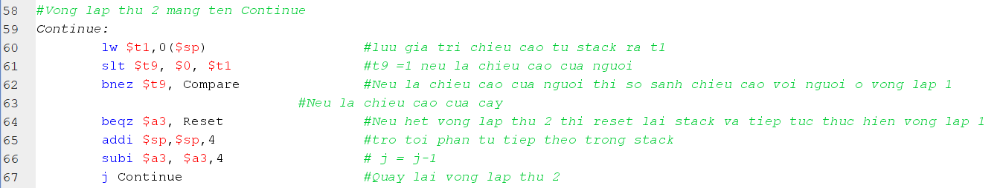 58 #Vong lap thu 2 mang ten Continue
59 Continue:
60 lw $t1,0($sp) #luu gia tri chieu cao tu stack ra t1
61 slt $t9, $0, $t1 #t9 =1 neu la chieu cao cua nguoi
62 bnez $t9, Compare #Neu la chieu cao cua nguoi thi so sanh chieu cao voi nguoi o vong lap 1
63 #Neu la chieu cao cua cay
64 beqz $a3, Reset #Neu het vong lap thu 2 thi reset lai stack va tiep tuc thuc hien vong lap 1
65 addi $sp,$sp,4 #tro toi phan tu tiep theo trong stack
66 subi $a3, $a3,4 # j = j-1
67 j Continue #Quay lai vong lap thu 2